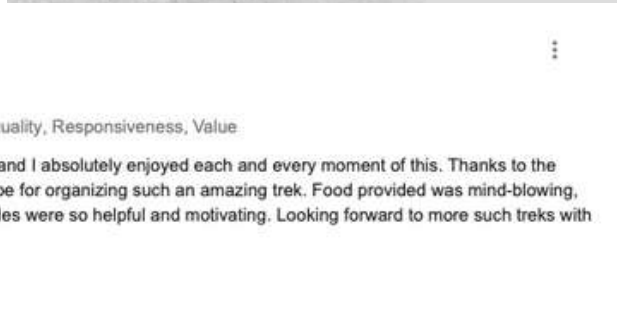 uality, Responsiveness, Value
and I absolutely enjoyed each and every moment of this. Thanks to the
be for organizing such an amazing trek. Food provided was mind-blowing,
les were so helpful and motivating. Looking forward to more such treks with